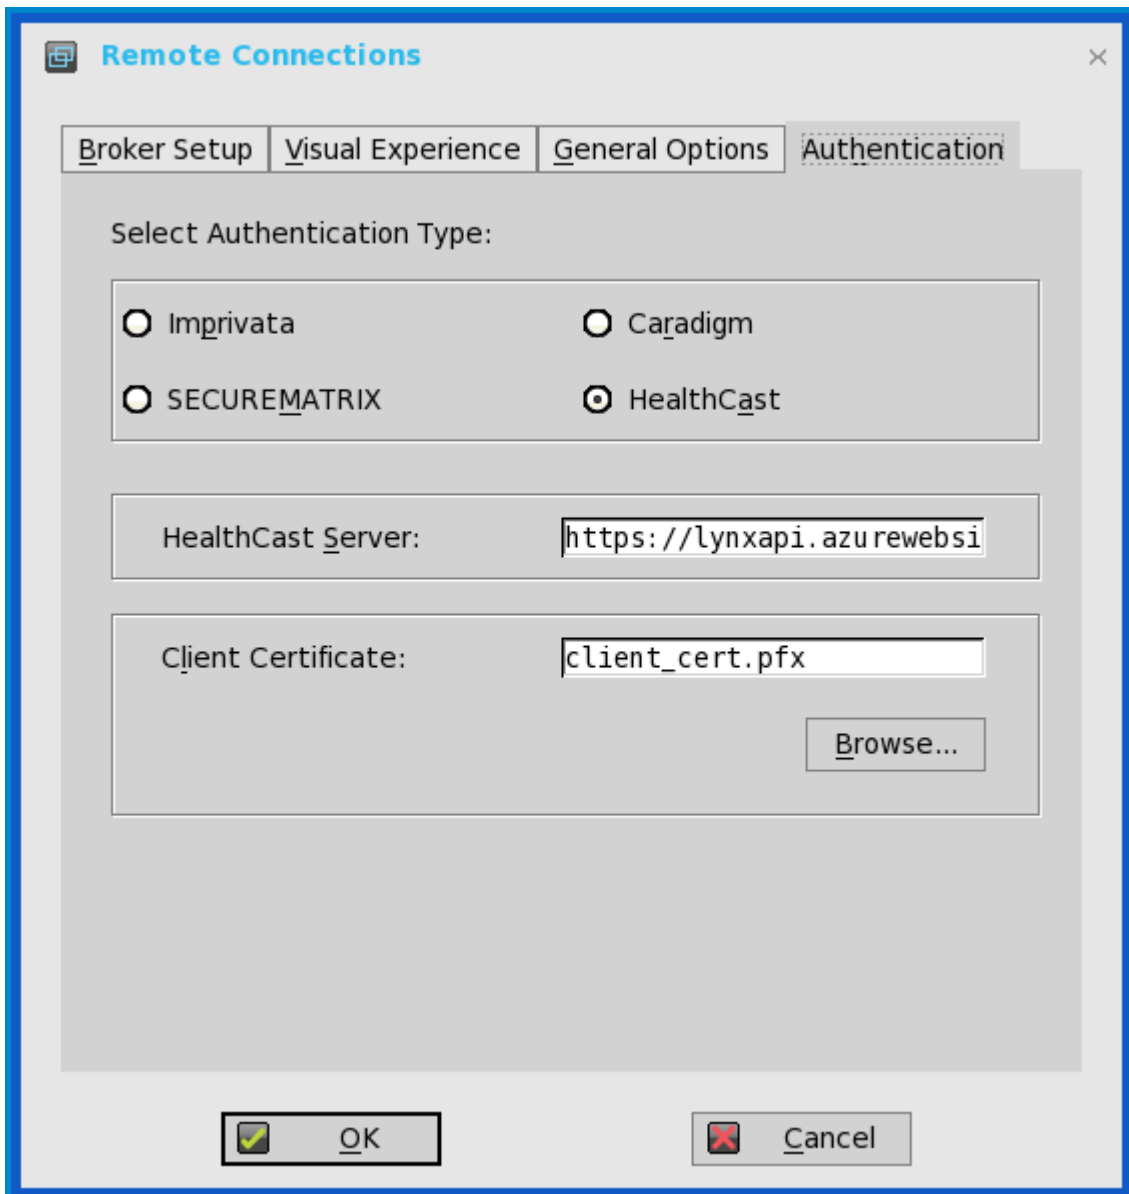 Remote Connections
Broker Setup Visual Experience General Options Authentication
Select Authentication Type:
Imprivata Caradigm
SECUREMATRIX HealthCast
HealthCast Server: https://lynxapi.azurewebsi
Client Certificate: client_cert.pfx
Browse...
OK Cancel